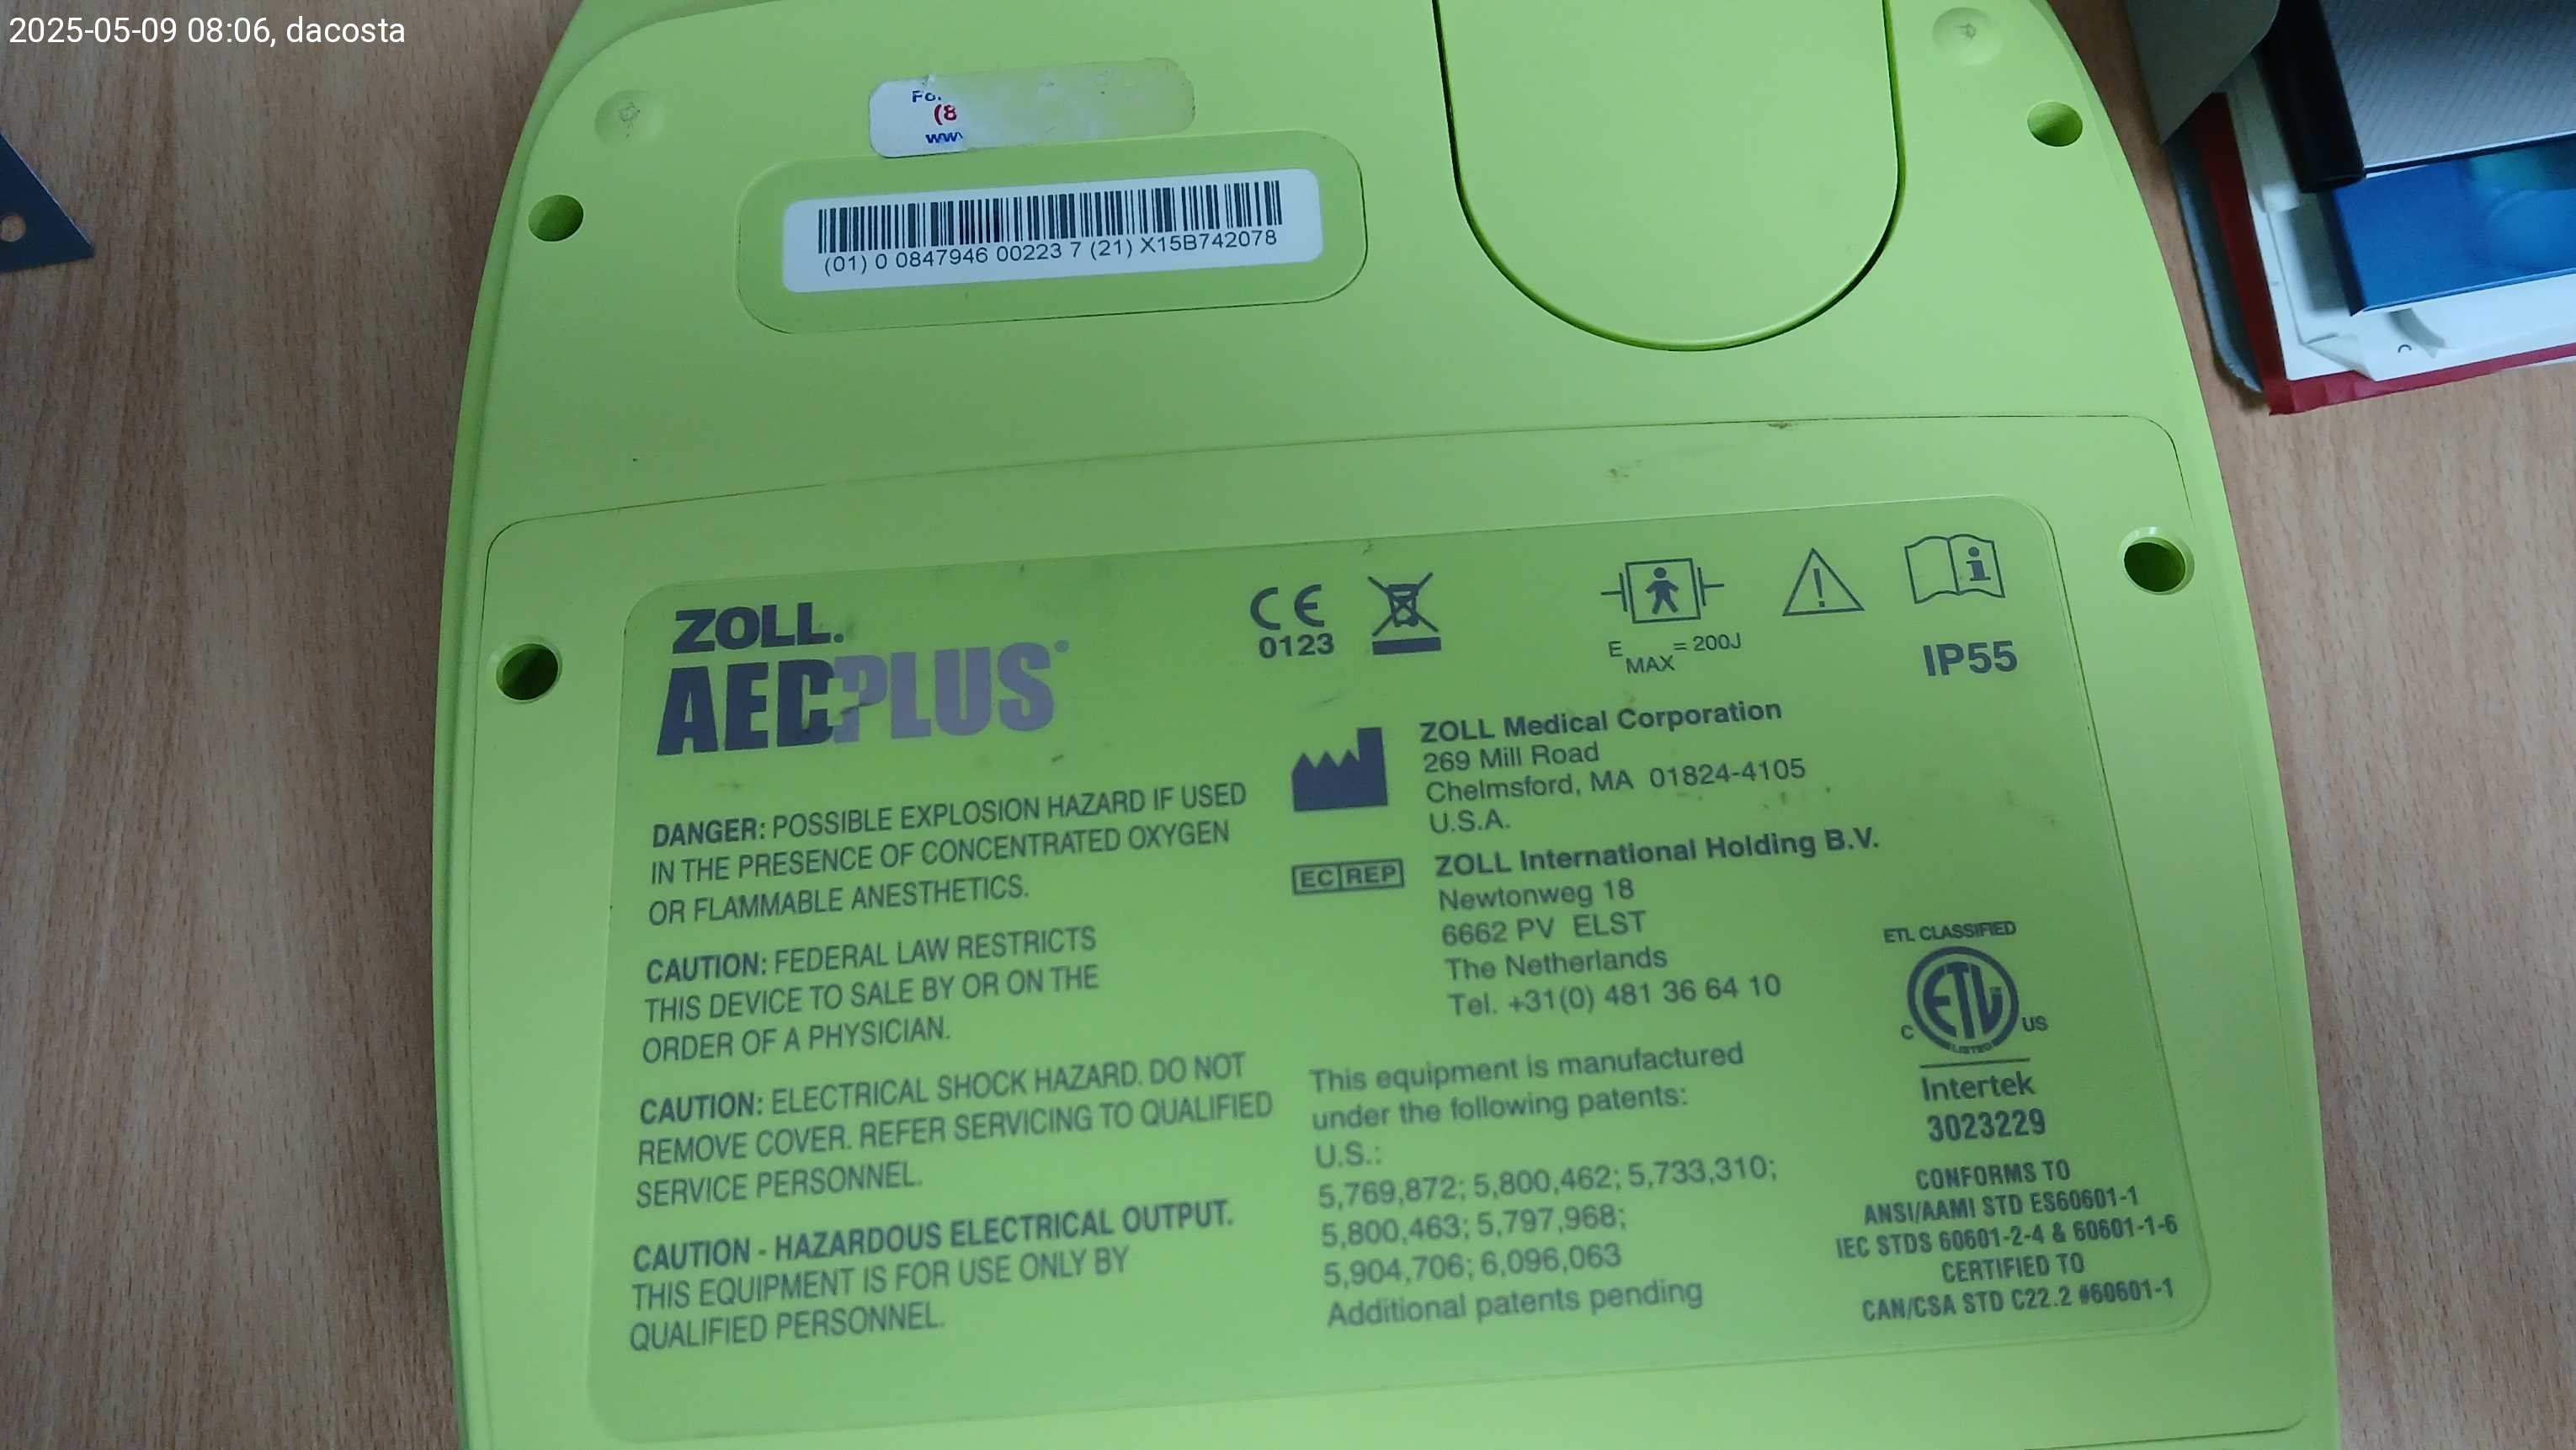 2025-05-09 08:06, dacosta
(8
(01) 0 0847946 00223 7 (21) X15B742078
ZOLL.
AEDPLUS®
DANGER: POSSIBLE EXPLOSION HAZARD IF USED
IN THE PRESENCE OF CONCENTRATED OXYGEN
OR FLAMMABLE ANESTHETICS.
CAUTION: FEDERAL LAW RESTRICTS
THIS DEVICE TO SALE BY OR ON THE
ORDER OF A PHYSICIAN.
CAUTION: ELECTRICAL SHOCK HAZARD. DO NOT
REMOVE COVER. REFER SERVICING TO QUALIFIED
SERVICE PERSONNEL.
CAUTION - HAZARDOUS ELECTRICAL OUTPUT.
THIS EQUIPMENT IS FOR USE ONLY BY
QUALIFIED PERSONNEL.
CE
0123
E MAX = 200J
IP55
ZOLL Medical Corporation
269 Mill Road
Chelmsford, MA 01824-4105
U.S.A.
EC REP
ZOLL International Holding B.V.
Newtonweg 18
6662 PV ELST
The Netherlands
Tel. +31(0) 481 36 64 10
This equipment is manufactured
under the following patents:
U.S.:
5,769,872; 5,800,462; 5,733,310;
5,800,463; 5,797,968;
5,904,706; 6,096,063
Additional patents pending
ETL CLASSIFIED
ETL
LISTED
C US
Intertek
3023229
CONFORMS TO
ANSI/AAMI STD ES60601-1
IEC STDS 60601-2-4 & 60601-1-6
CERTIFIED TO
CAN/CSA STD C22.2 #60601-1